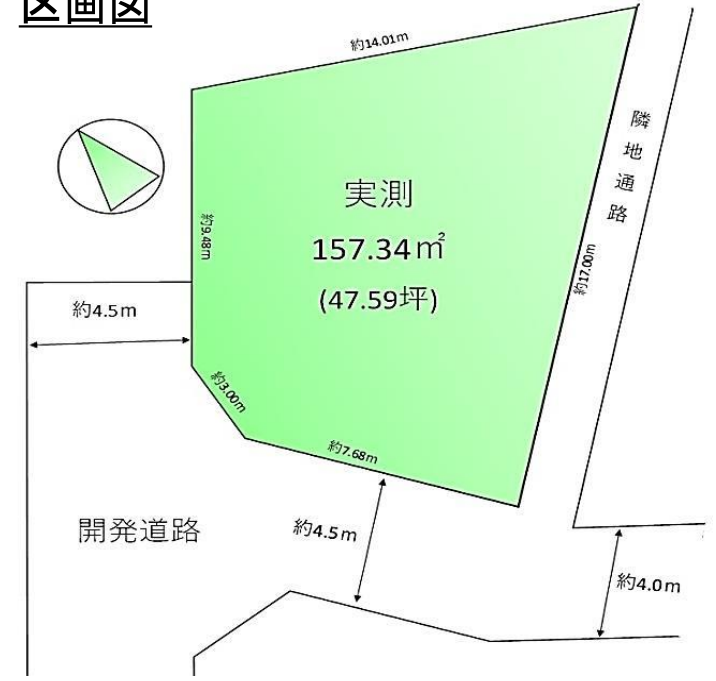 区画図
約14.01m
隣地通路
実測
157.34㎡
(47.59坪)
約9.48m
約17.00m
約4.5m
約3.00m
約7.68m
開発道路
約4.5m
約4.0m